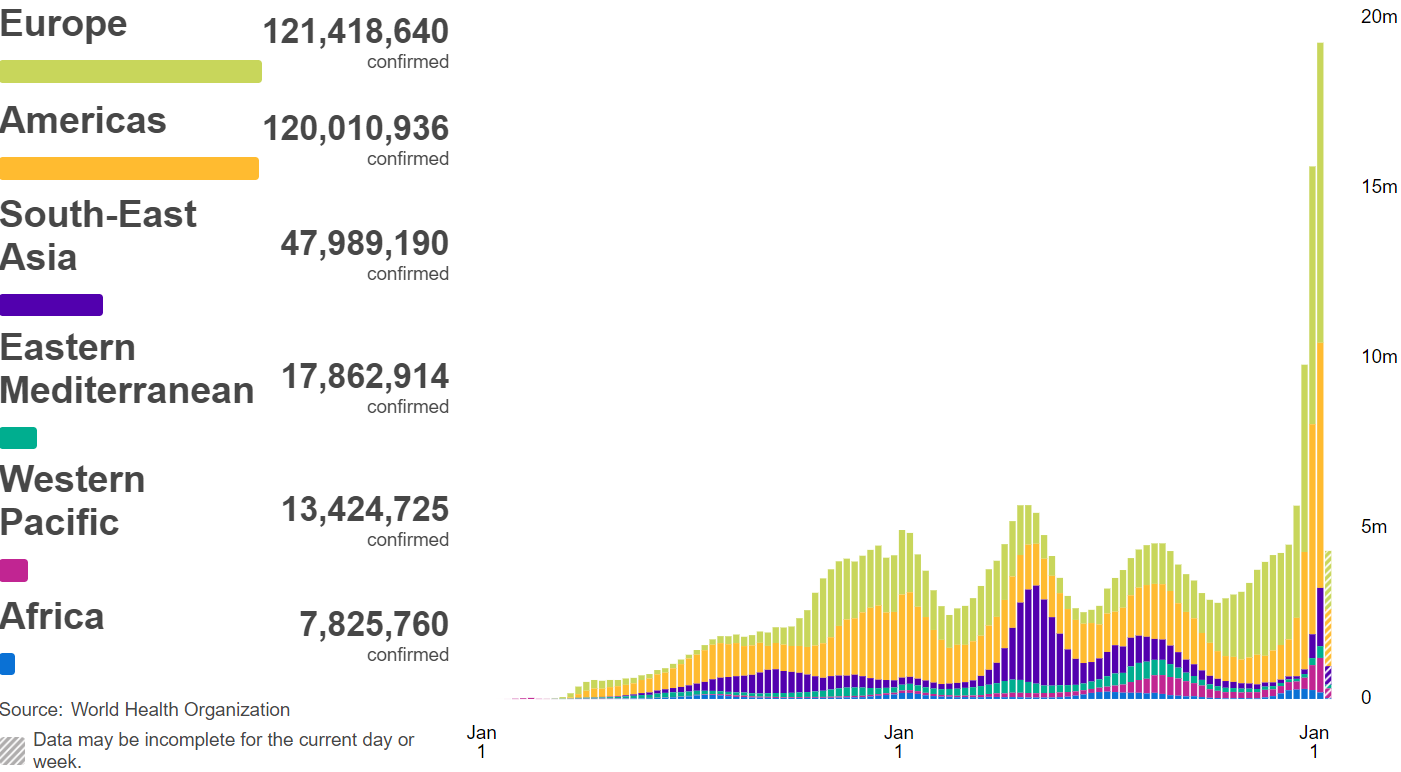 Europe
121,418,640
confirmed
Americas
120,010,936
confirmed
South-East
Asia
47,989,190
confirmed
Eastern
Mediterranean
17,862,914
confirmed
Western
Pacific
13,424,725
confirmed
Africa
7,825,760
confirmed
Source: World Health Organization
Data may be incomplete for the current day or
week.
20m
15m
10m
5m
0
Jan
1
Jan
1
Jan
1